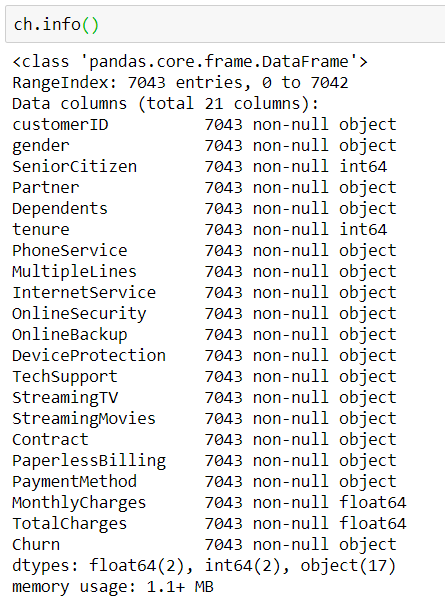 ch.info()
<class 'pandas.core.frame.DataFrame'>
RangeIndex: 7043 entries, 0 to 7042
Data columns (total 21 columns):
customerID          7043 non-null object
gender              7043 non-null object
SeniorCitizen       7043 non-null int64
Partner             7043 non-null object
Dependents          7043 non-null object
tenure              7043 non-null int64
PhoneService        7043 non-null object
MultipleLines       7043 non-null object
InternetService     7043 non-null object
OnlineSecurity      7043 non-null object
OnlineBackup        7043 non-null object
DeviceProtection    7043 non-null object
TechSupport         7043 non-null object
StreamingTV         7043 non-null object
StreamingMovies     7043 non-null object
Contract            7043 non-null object
PaperlessBilling    7043 non-null object
PaymentMethod       7043 non-null object
MonthlyCharges      7043 non-null float64
TotalCharges        7043 non-null float64
Churn               7043 non-null object
dtypes: float64(2), int64(2), object(17)
memory usage: 1.1+ MB